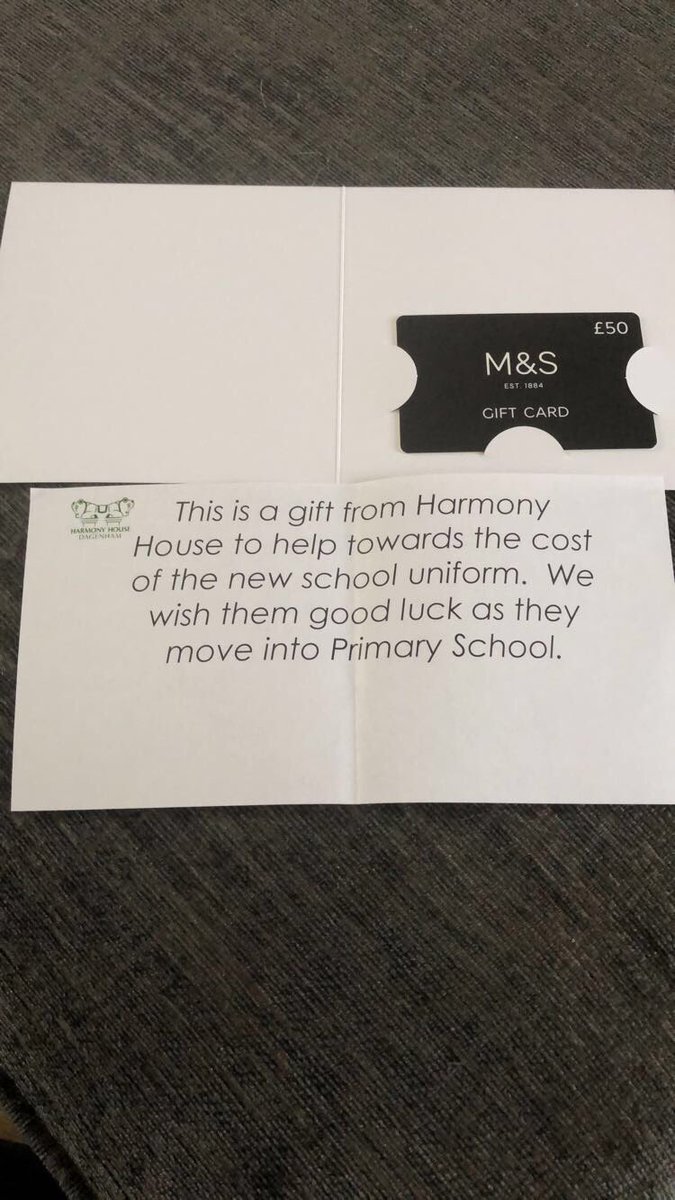 £50
M&S
EST. 1884
GIFT CARD
HARMONY HOUSE
DAGENHAM
This is a gift from Harmony
House to help towards the cost
of the new school uniform. We
wish them good luck as they
move into Primary School.